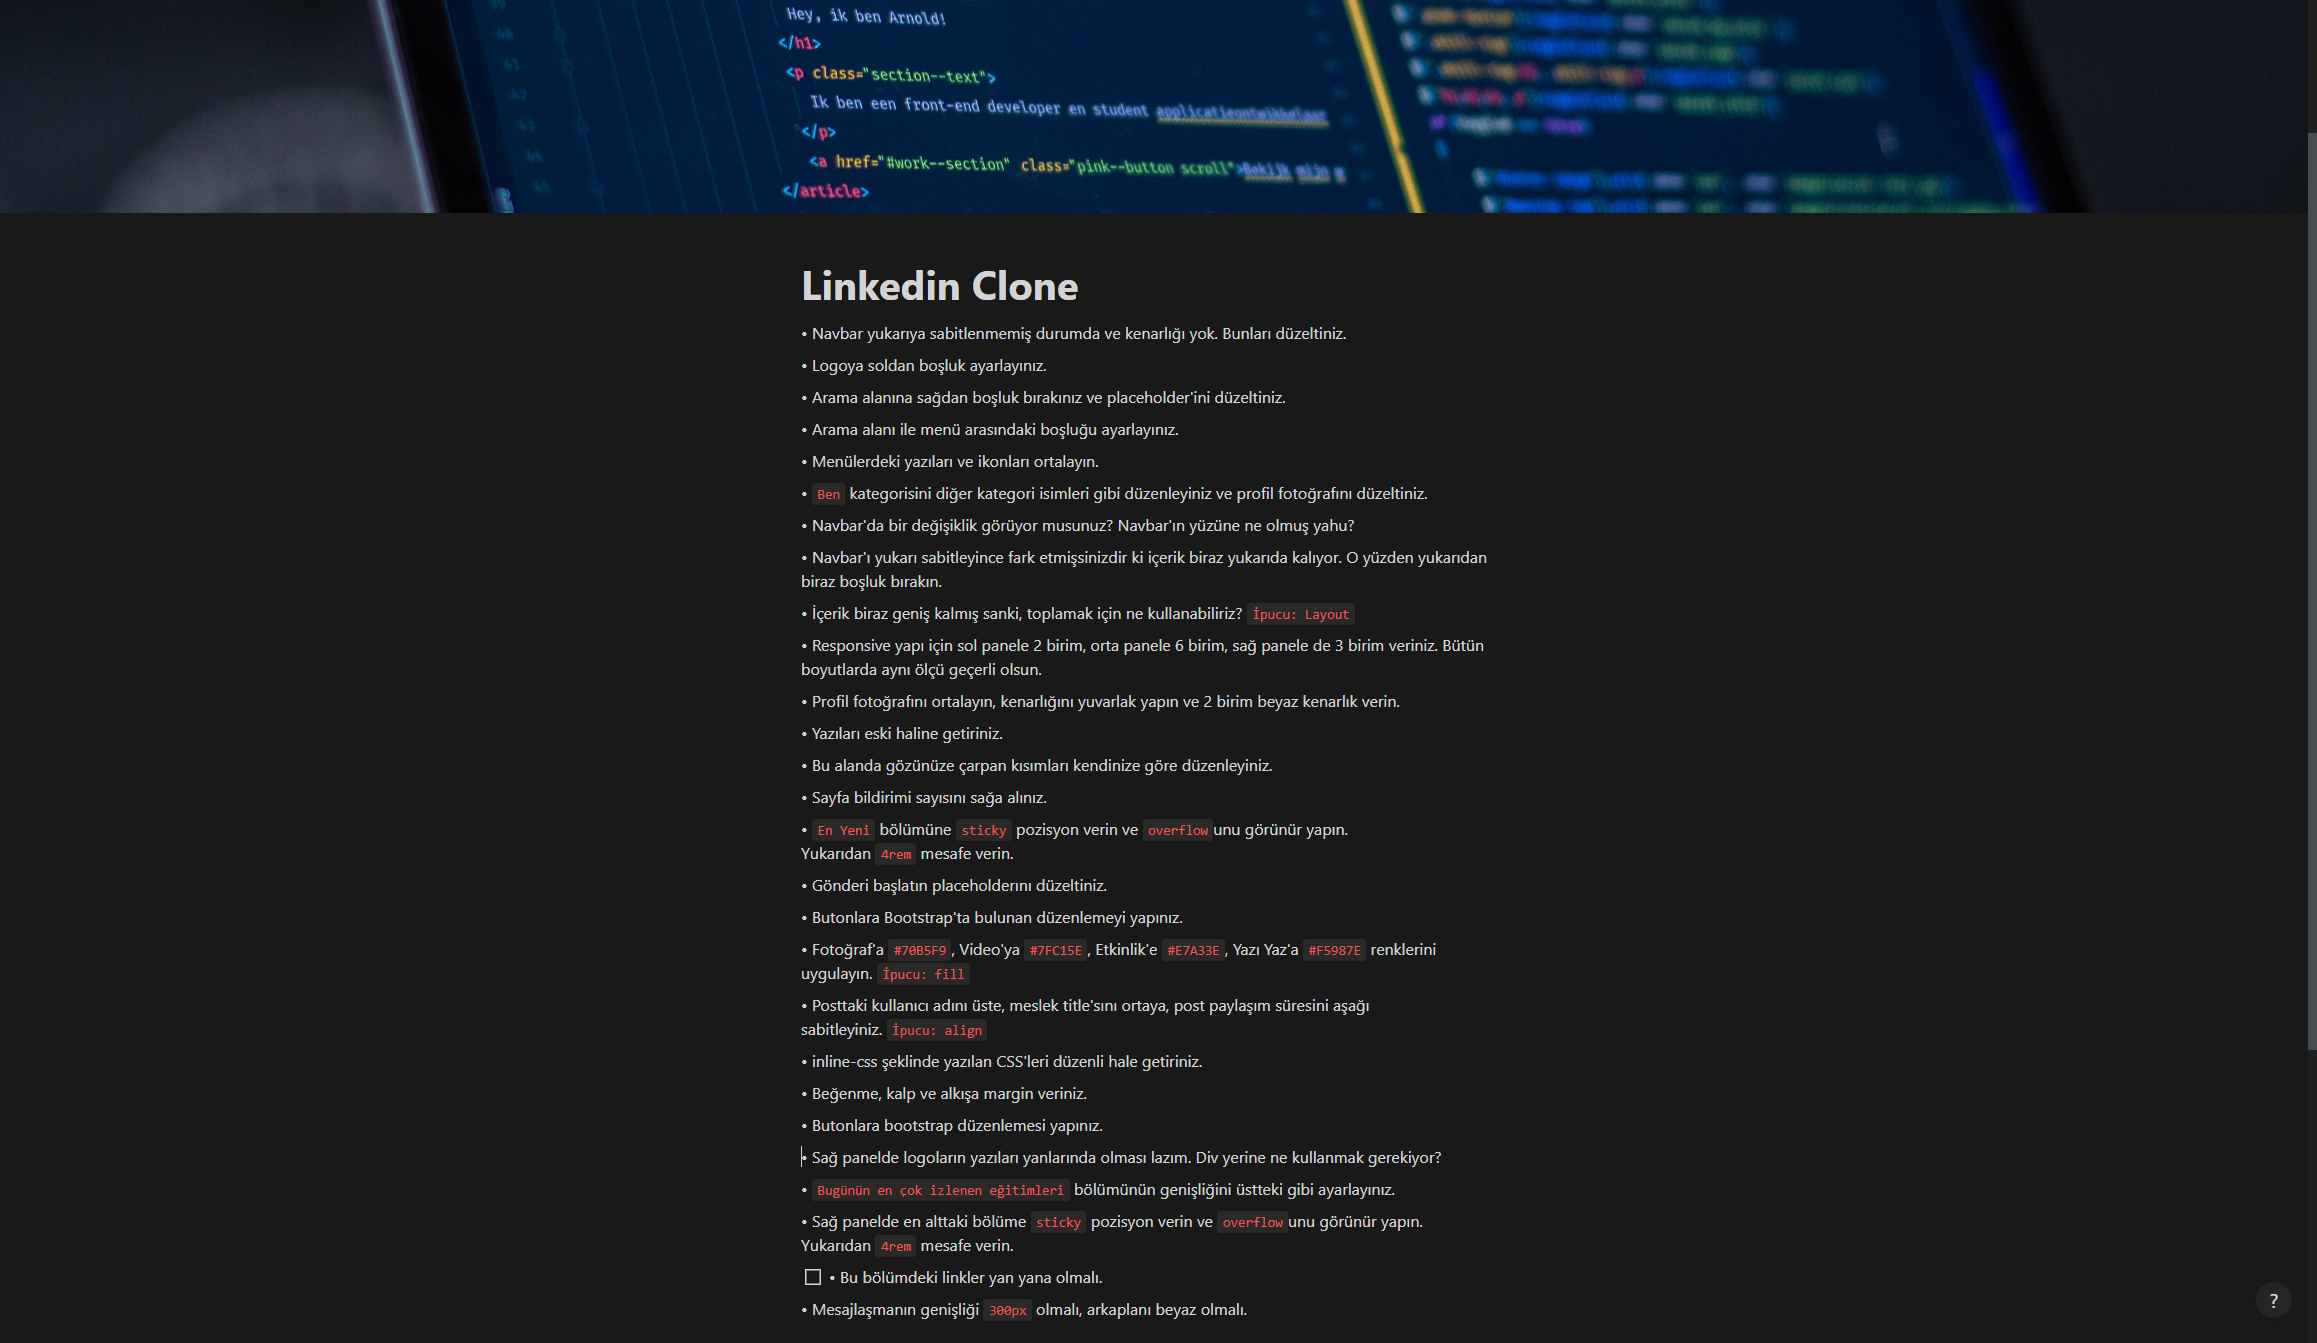 Hey, ik ben Arnold!
</h1>
<p class="section--text">
Ik ben een front-end developer en student applicatieontwikkelaar
</p>
<a href="#work--section" class="pink--button scroll">Bekijk mijn w
</article>
Linkedin Clone
• Navbar yukarıya sabitlenmemiş durumda ve kenarlığı yok. Bunları düzeltiniz.
• Logoya soldan boşluk ayarlayınız.
• Arama alanına sağdan boşluk bırakınız ve placeholder'ini düzeltiniz.
• Arama alanı ile menü arasındaki boşluğu ayarlayınız.
• Menülerdeki yazıları ve ikonları ortalayın.
• Ben kategorisini diğer kategori isimleri gibi düzenleyiniz ve profil fotoğrafını düzeltiniz.
• Navbar'da bir değişiklik görüyor musunuz? Navbar'ın yüzüne ne olmuş yahu?
• Navbar'ı yukarı sabitleyince fark etmişsinizdir ki içerik biraz yukarıda kalıyor. O yüzden yukarıdan
biraz boşluk bırakın.
• İçerik biraz geniş kalmış sanki, toplamak için ne kullanabiliriz? İpucu: Layout
• Responsive yapı için sol panele 2 birim, orta panele 6 birim, sağ panele de 3 birim veriniz. Bütün
boyutlarda aynı ölçü geçerli olsun.
• Profil fotoğrafını ortalayın, kenarlığını yuvarlak yapın ve 2 birim beyaz kenarlık verin.
• Yazıları eski haline getiriniz.
• Bu alanda gözünüze çarpan kısımları kendinize göre düzenleyiniz.
• Sayfa bildirimi sayısını sağa alınız.
• En Yeni bölümüne sticky pozisyon verin ve overflowunu görünür yapın.
Yukarıdan 4rem mesafe verin.
• Gönderi başlatın placeholderını düzeltiniz.
• Butonlara Bootstrap'ta bulunan düzenlemeyi yapınız.
• Fotoğraf'a #70B5F9, Video'ya #7FC15E, Etkinlik'e #E7A33E, Yazı Yaz'a #F5987E renklerini
uygulayın. İpucu: fill
• Posttaki kullanıcı adını üste, meslek title'sını ortaya, post paylaşım süresini aşağı
sabitleyiniz. İpucu: align
• inline-css şeklinde yazılan CSS'leri düzenli hale getiriniz.
• Beğenme, kalp ve alkışa margin veriniz.
• Butonlara bootstrap düzenlemesi yapınız.
• Sağ panelde logoların yazıları yanlarında olması lazım. Div yerine ne kullanmak gerekiyor?
• Bugünün en çok izlenen eğitimleri bölümünün genişliğini üstteki gibi ayarlayınız.
• Sağ panelde en alttaki bölüme sticky pozisyon verin ve overflowunu görünür yapın.
Yukarıdan 4rem mesafe verin.
• Bu bölümdeki linkler yan yana olmalı.
• Mesajlaşmanın genişliği 300px olmalı, arkaplanı beyaz olmalı.
?